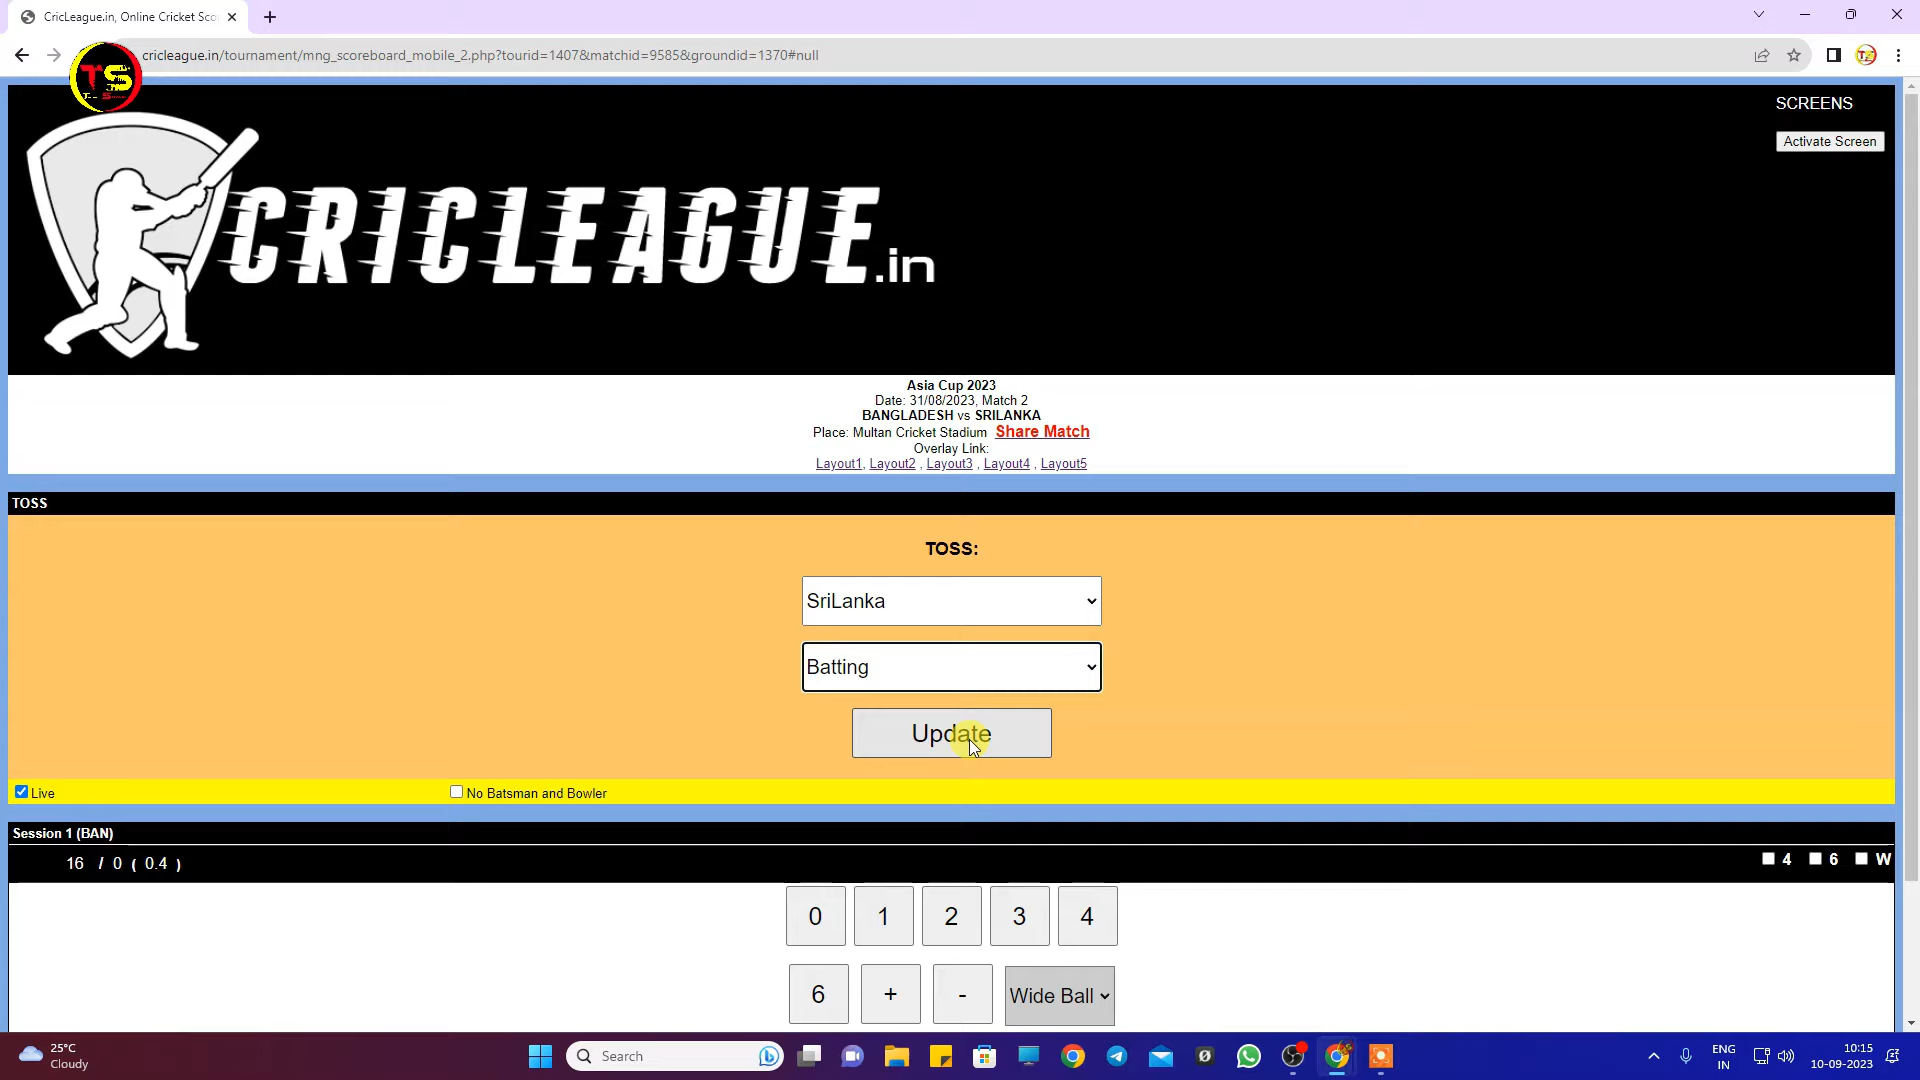 CricLeague.in, Online Cricket Sco
cricleague.in/tournament/mng_scoreboard_mobile_2.php?tourid=1407&matchid=9585&groundid=1370#null
TS
SCREENS
Activate Screen
CRICLEAGUE.in
Asia Cup 2023
Date: 31/08/2023, Match 2
BANGLADESH vs SRILANKA
Place: Multan Cricket Stadium Share Match
Overlay Link:
Layout1, Layout2 , Layout3 , Layout4 , Layout5
TOSS
TOSS:
SriLanka
Batting
Update
Live No Batsman and Bowler
Session 1 (BAN)
16 / 0 ( 0.4 ) 4 6 W
0 1 2 3 4
6 + - Wide Ball
25°C
Cloudy
Search
ENG
IN
10:15
10-09-2023